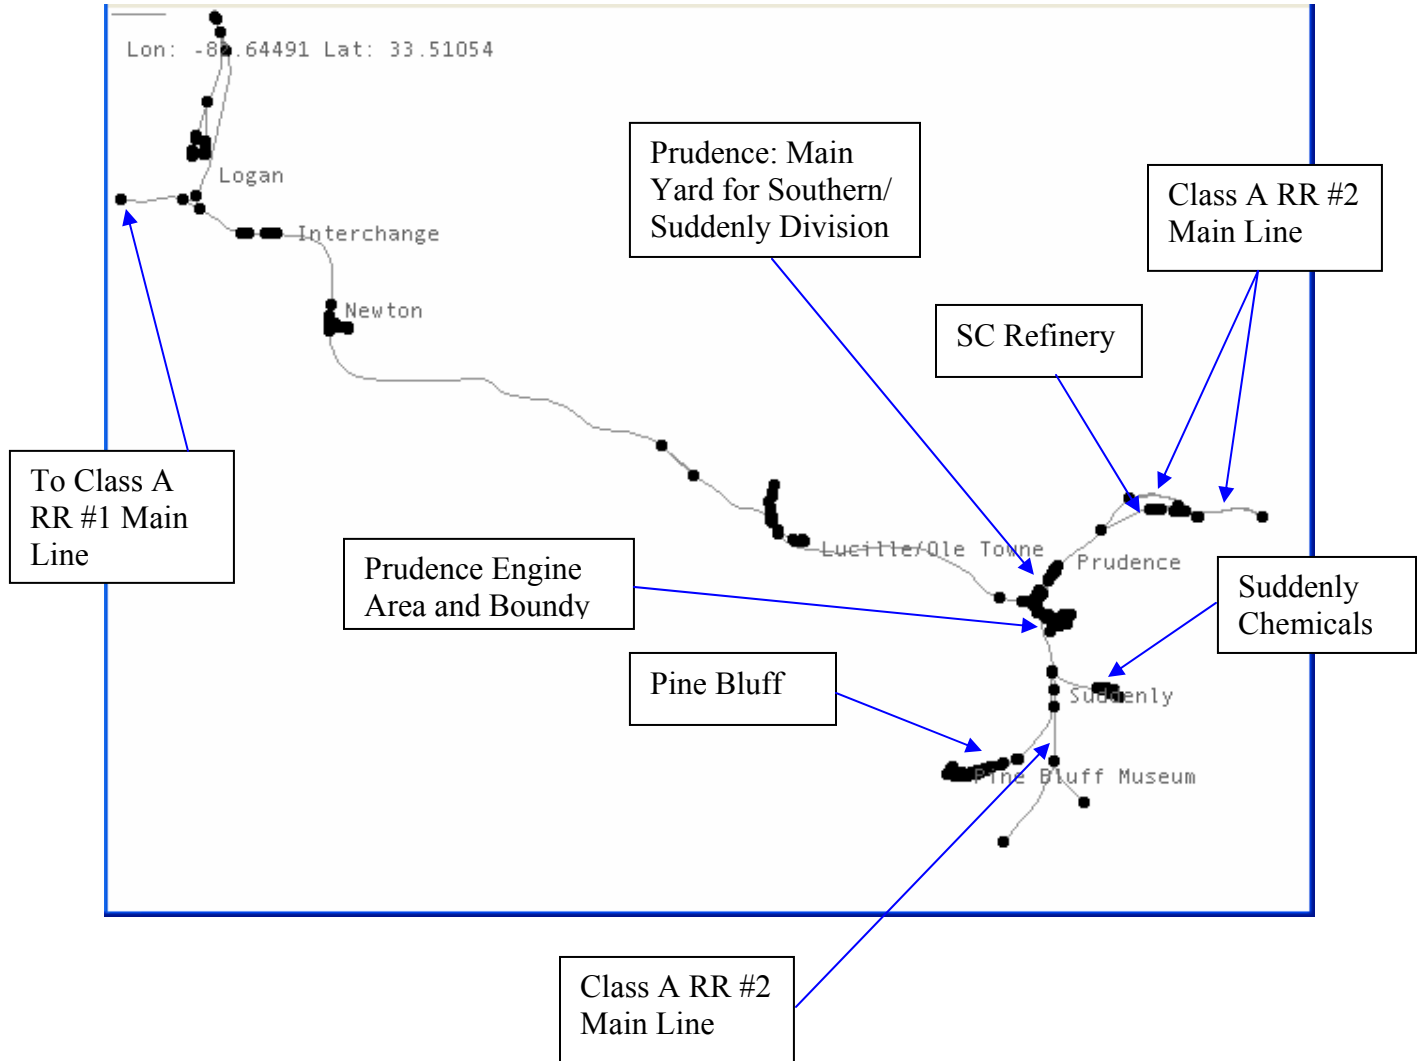 Lon: -8 .64491 Lat: 33.51054
Logan
Interchange
Newton
Prudence: Main
Yard for Southern/
Suddenly Division
Class A RR #2
Main Line
SC Refinery
To Class A
RR #1 Main
Line
Lucille/Ole Towne
Prudence
Prudence Engine
Area and Boundy
Suddenly
Chemicals
Pine Bluff
Suddenly
Pine Bluff Museum
Class A RR #2
Main Line